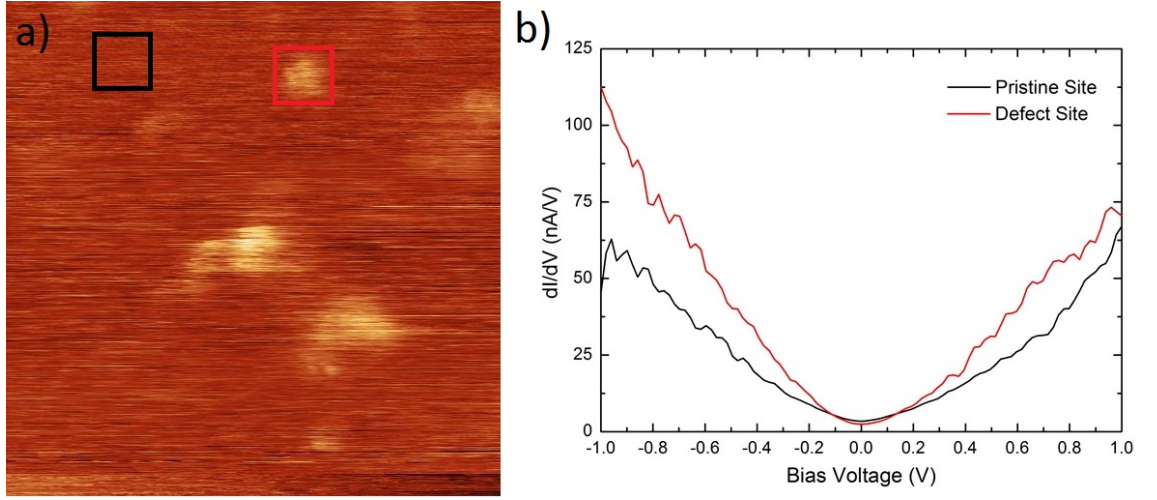 a)
b)
125
100
75
50
25
0
dI/dV (nA/V)
Pristine Site
Defect Site
-1.0 -0.8 -0.6 -0.4 -0.2 0.0 0.2 0.4 0.6 0.8 1.0
Bias Voltage (V)